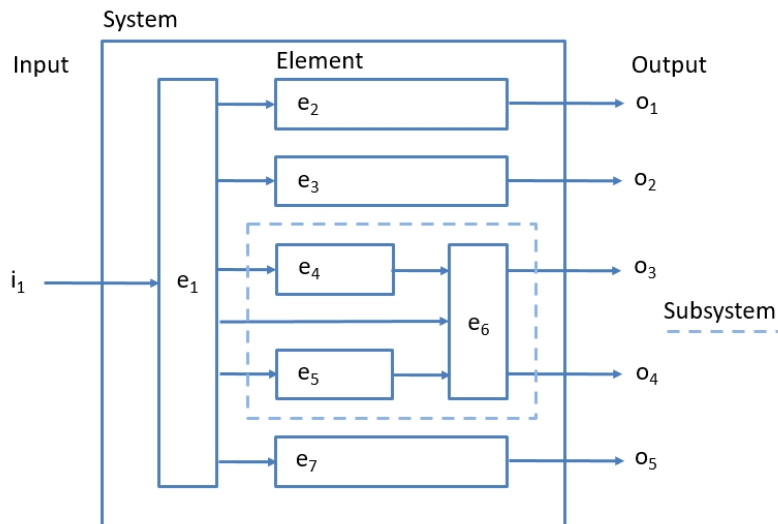 System
Input
Element
Output
e₂
o₁
e₃
o₂
e₄
o₃
i₁
e₁
e₆
Subsystem
e₅
o₄
e₇
o₅